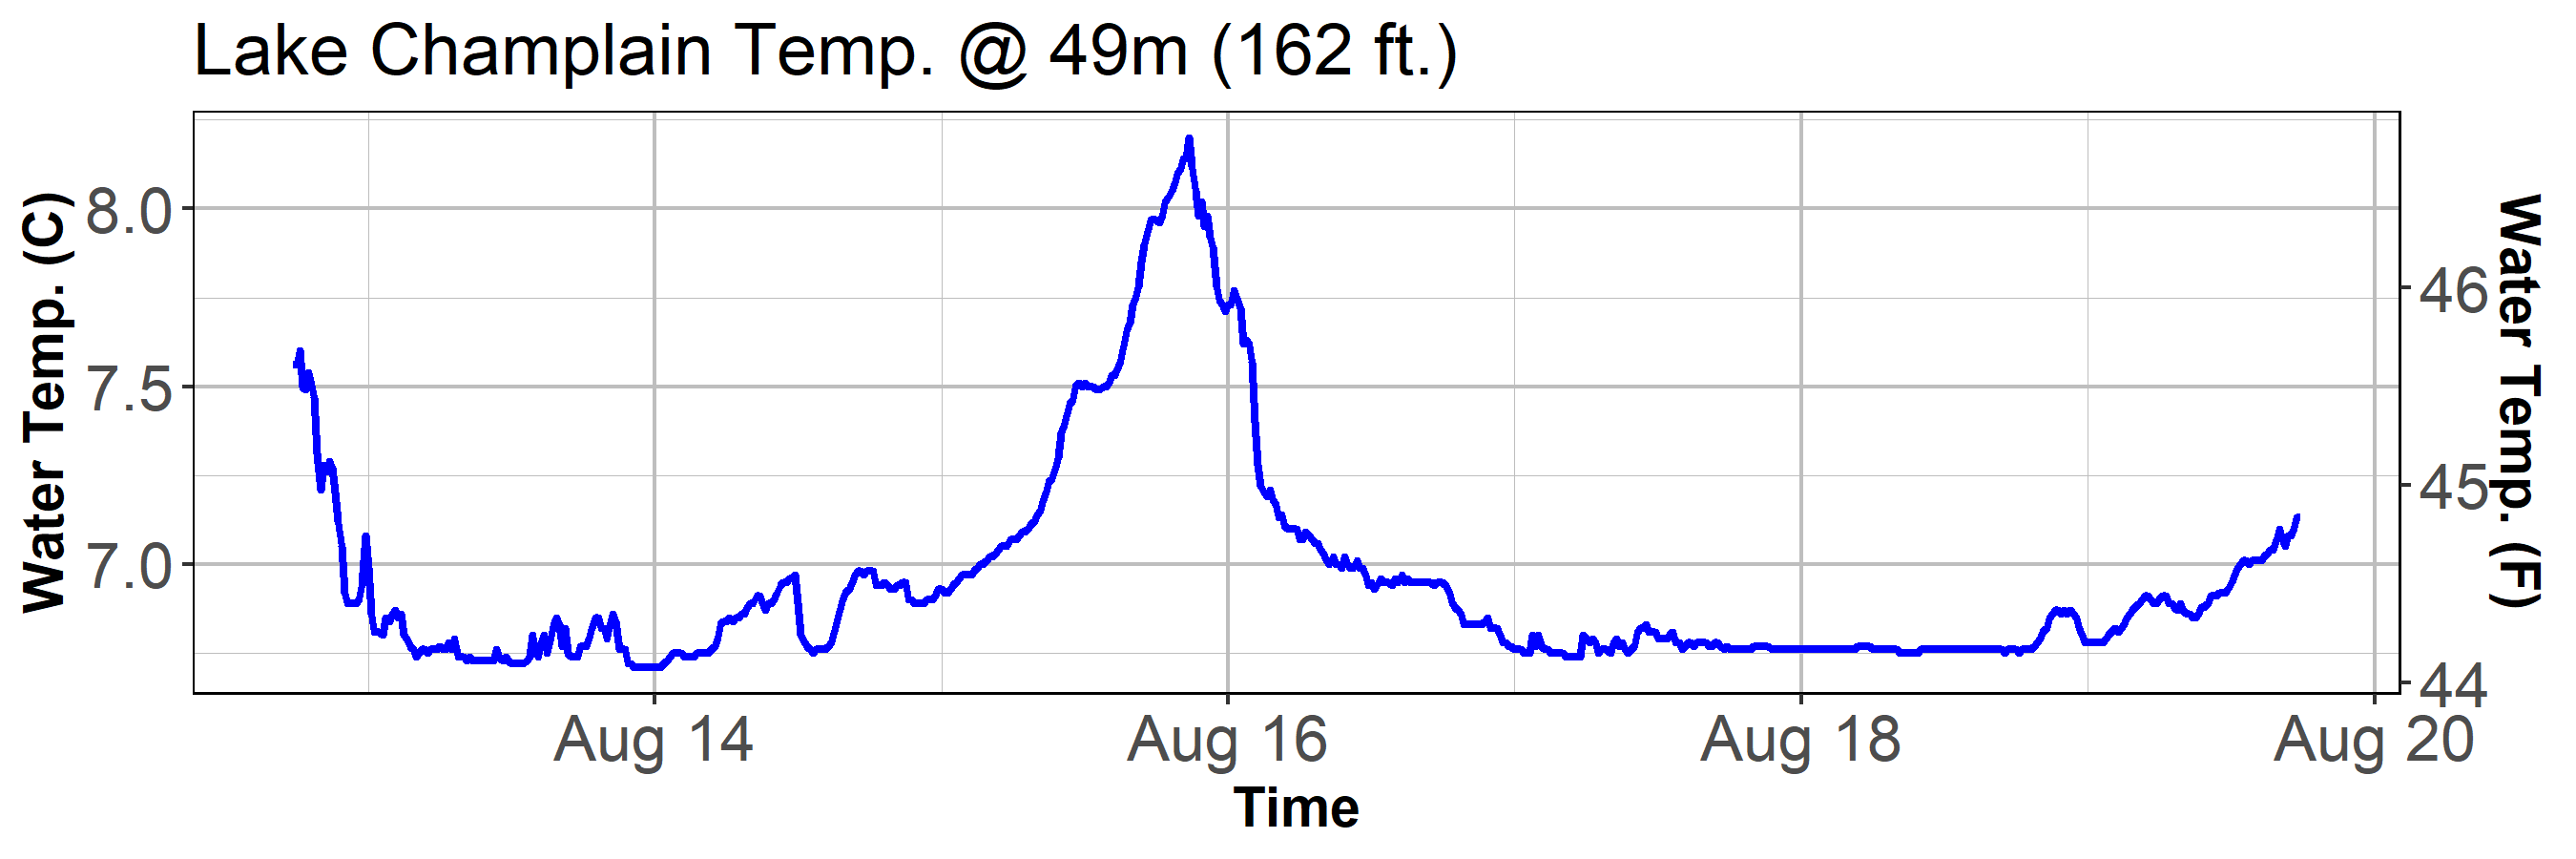 Lake Champlain Temp. @ 49m (162 ft.)
Water Temp. (C)
8.0
7.5
7.0
Water Temp. (F)
46
45
44
Aug 14
Aug 16
Aug 18
Aug 20
Time